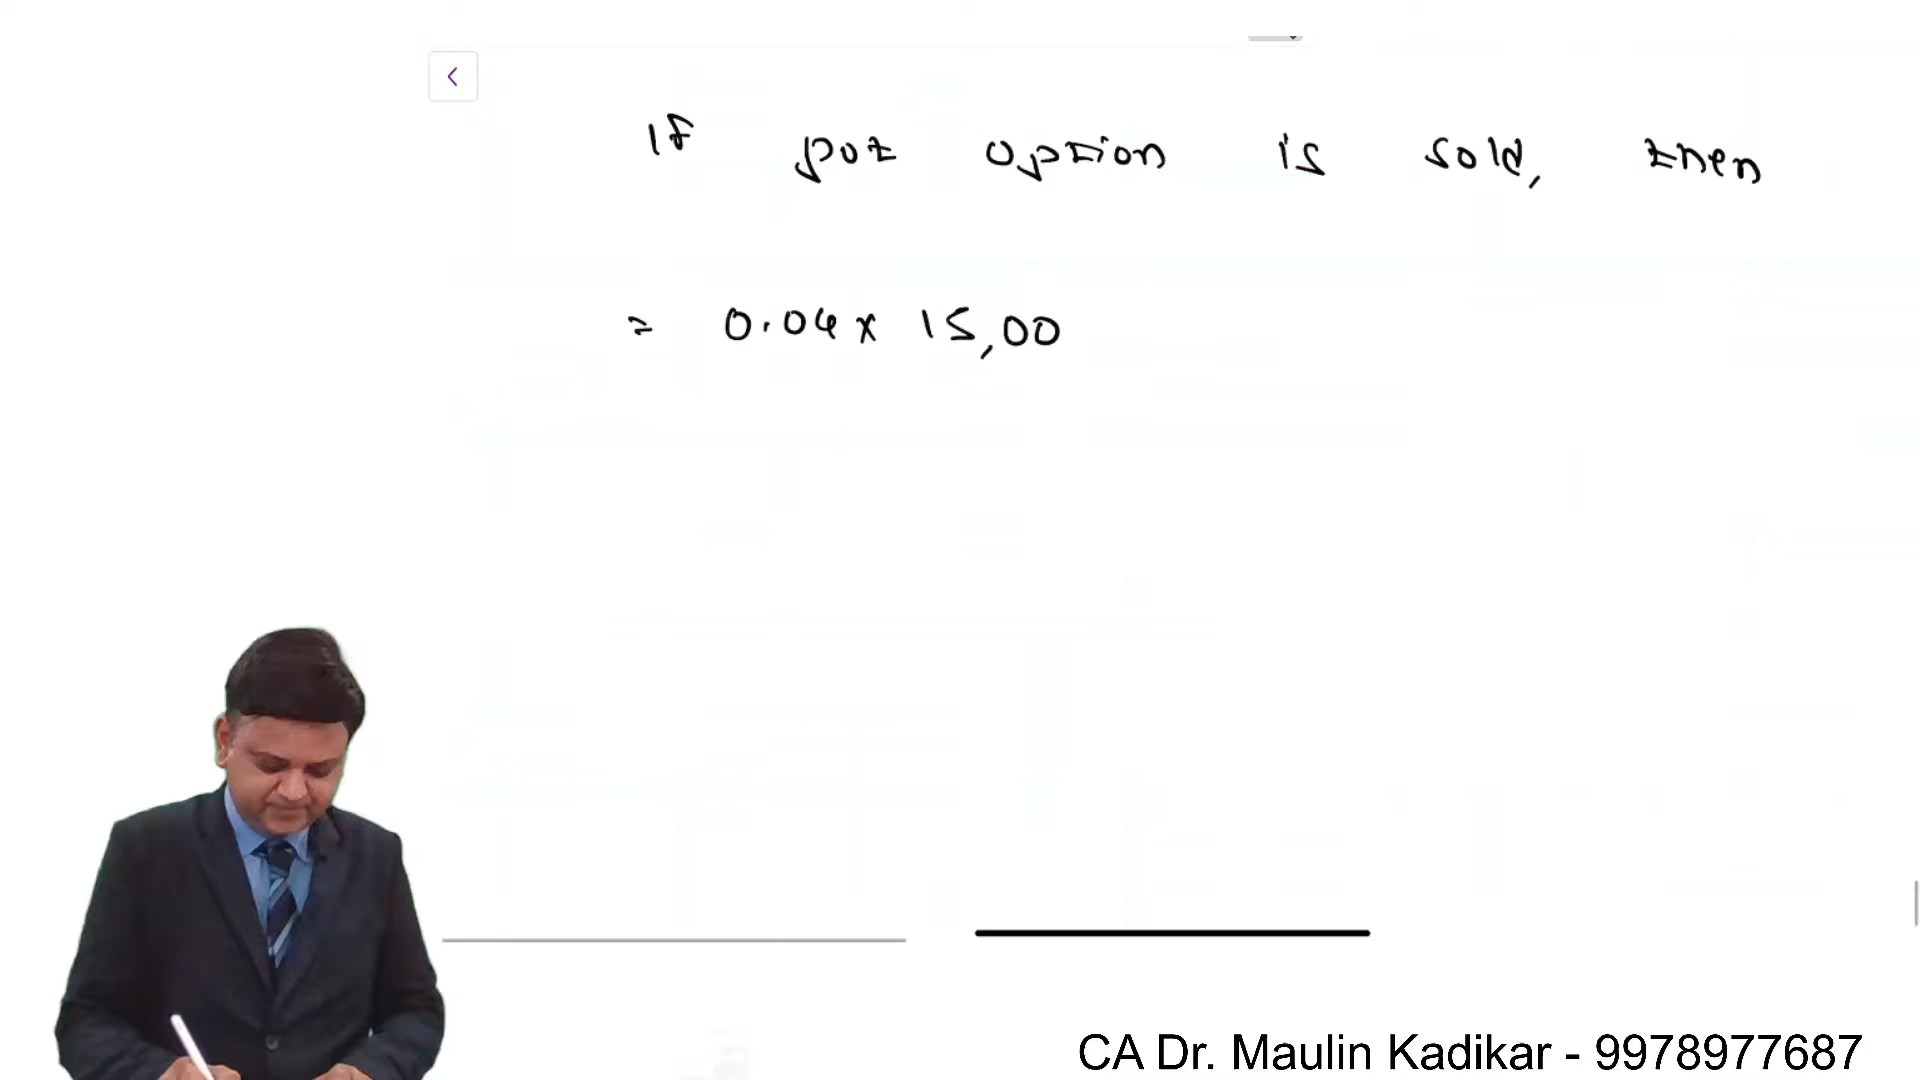 If put option is sold, then
= 0.04 x 15,00
CA Dr. Maulin Kadikar - 9978977687